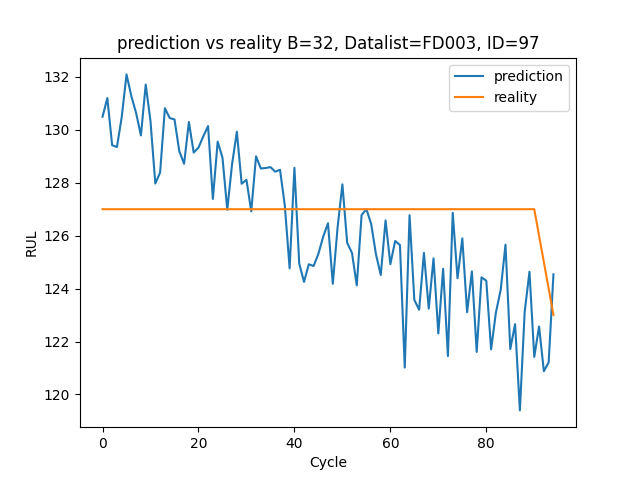 prediction vs reality B=32, Datalist=FD003, ID=97
prediction
reality
132
130
128
126
124
122
120
RUL
0 20 40 60 80
Cycle